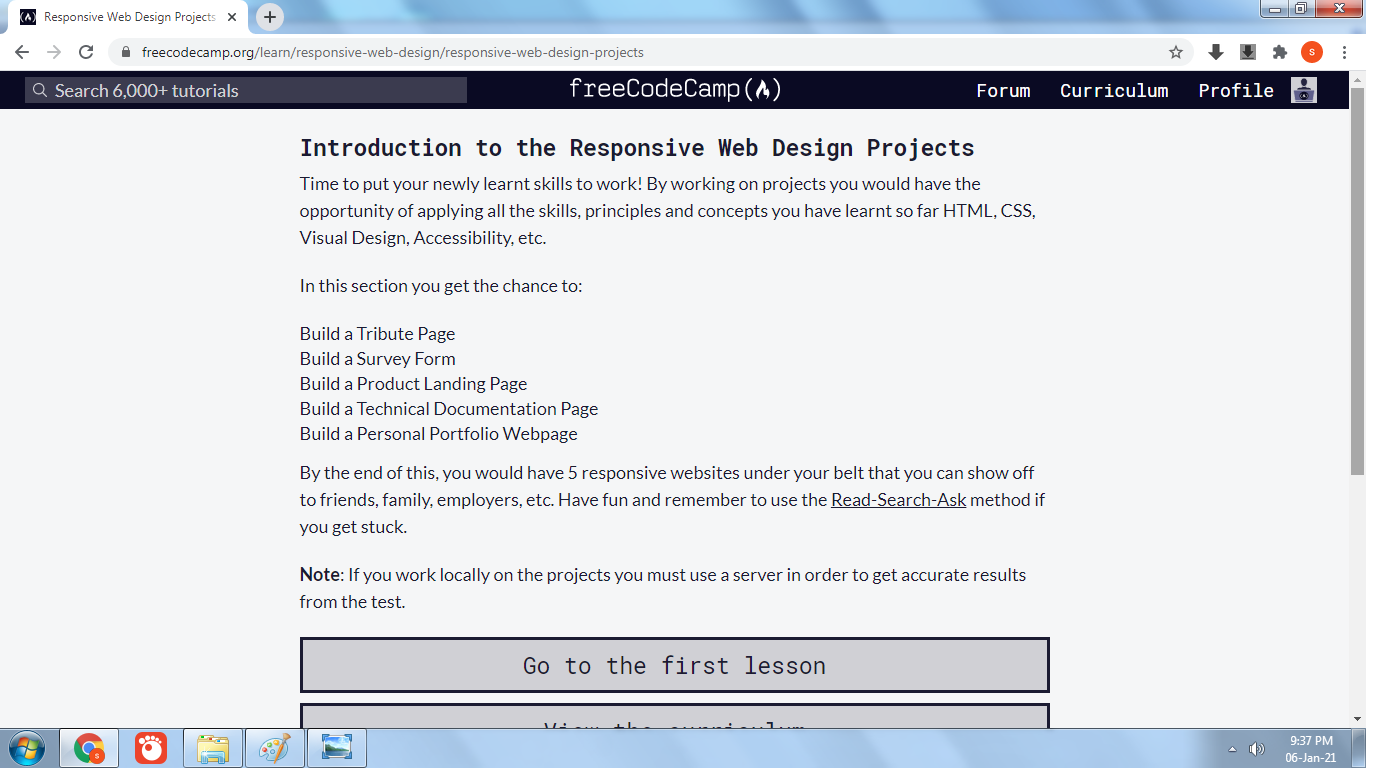 Responsive Web Design Projects
freecodecamp.org/learn/responsive-web-design/responsive-web-design-projects
S
Search 6,000+ tutorials
freeCodeCamp
Forum
Curriculum
Profile
Introduction to the Responsive Web Design Projects
Time to put your newly learnt skills to work! By working on projects you would have the
opportunity of applying all the skills, principles and concepts you have learnt so far HTML, CSS,
Visual Design, Accessibility, etc.
In this section you get the chance to:
Build a Tribute Page
Build a Survey Form
Build a Product Landing Page
Build a Technical Documentation Page
Build a Personal Portfolio Webpage
By the end of this, you would have 5 responsive websites under your belt that you can show off
to friends, family, employers, etc. Have fun and remember to use the Read-Search-Ask method if
you get stuck.
Note: If you work locally on the projects you must use a server in order to get accurate results
from the test.
Go to the first lesson
View the curriculum
S
9:37 PM
06-Jan-21